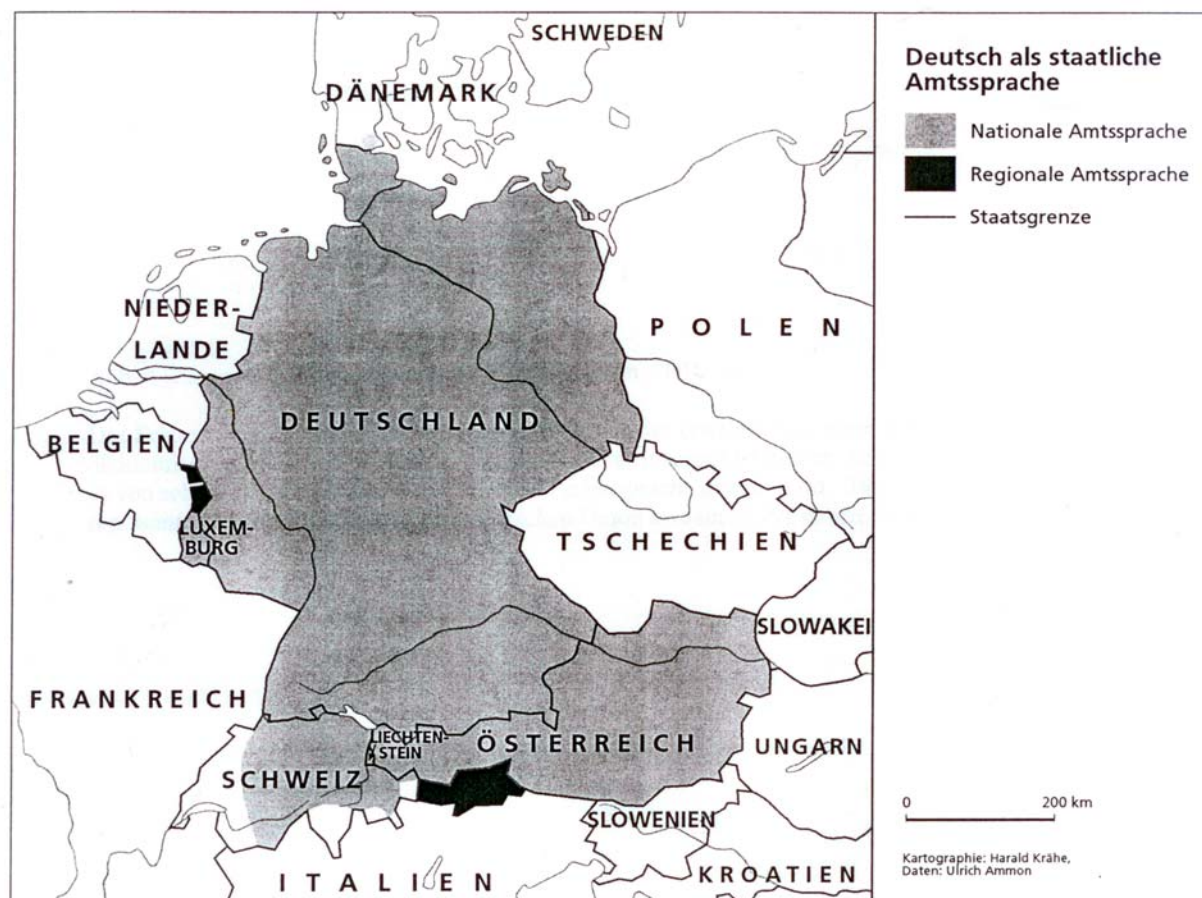 SCHWEDEN
DÄNEMARK
NIEDER-
LANDE
POLEN
DEUTSCHLAND
BELGIEN
LUXEM-
BURG
TSCHECHIEN
SLOWAKEI
FRANKREICH
LIECHTEN-
STEIN
ÖSTERREICH
UNGARN
SCHWEIZ
SLOWENIEN
ITALIEN
KROATIEN
Deutsch als staatliche
Amtssprache
Nationale Amtssprache
Regionale Amtssprache
Staatsgrenze
0 200 km
Kartographie: Harald Krähe,
Daten: Ulrich Ammon